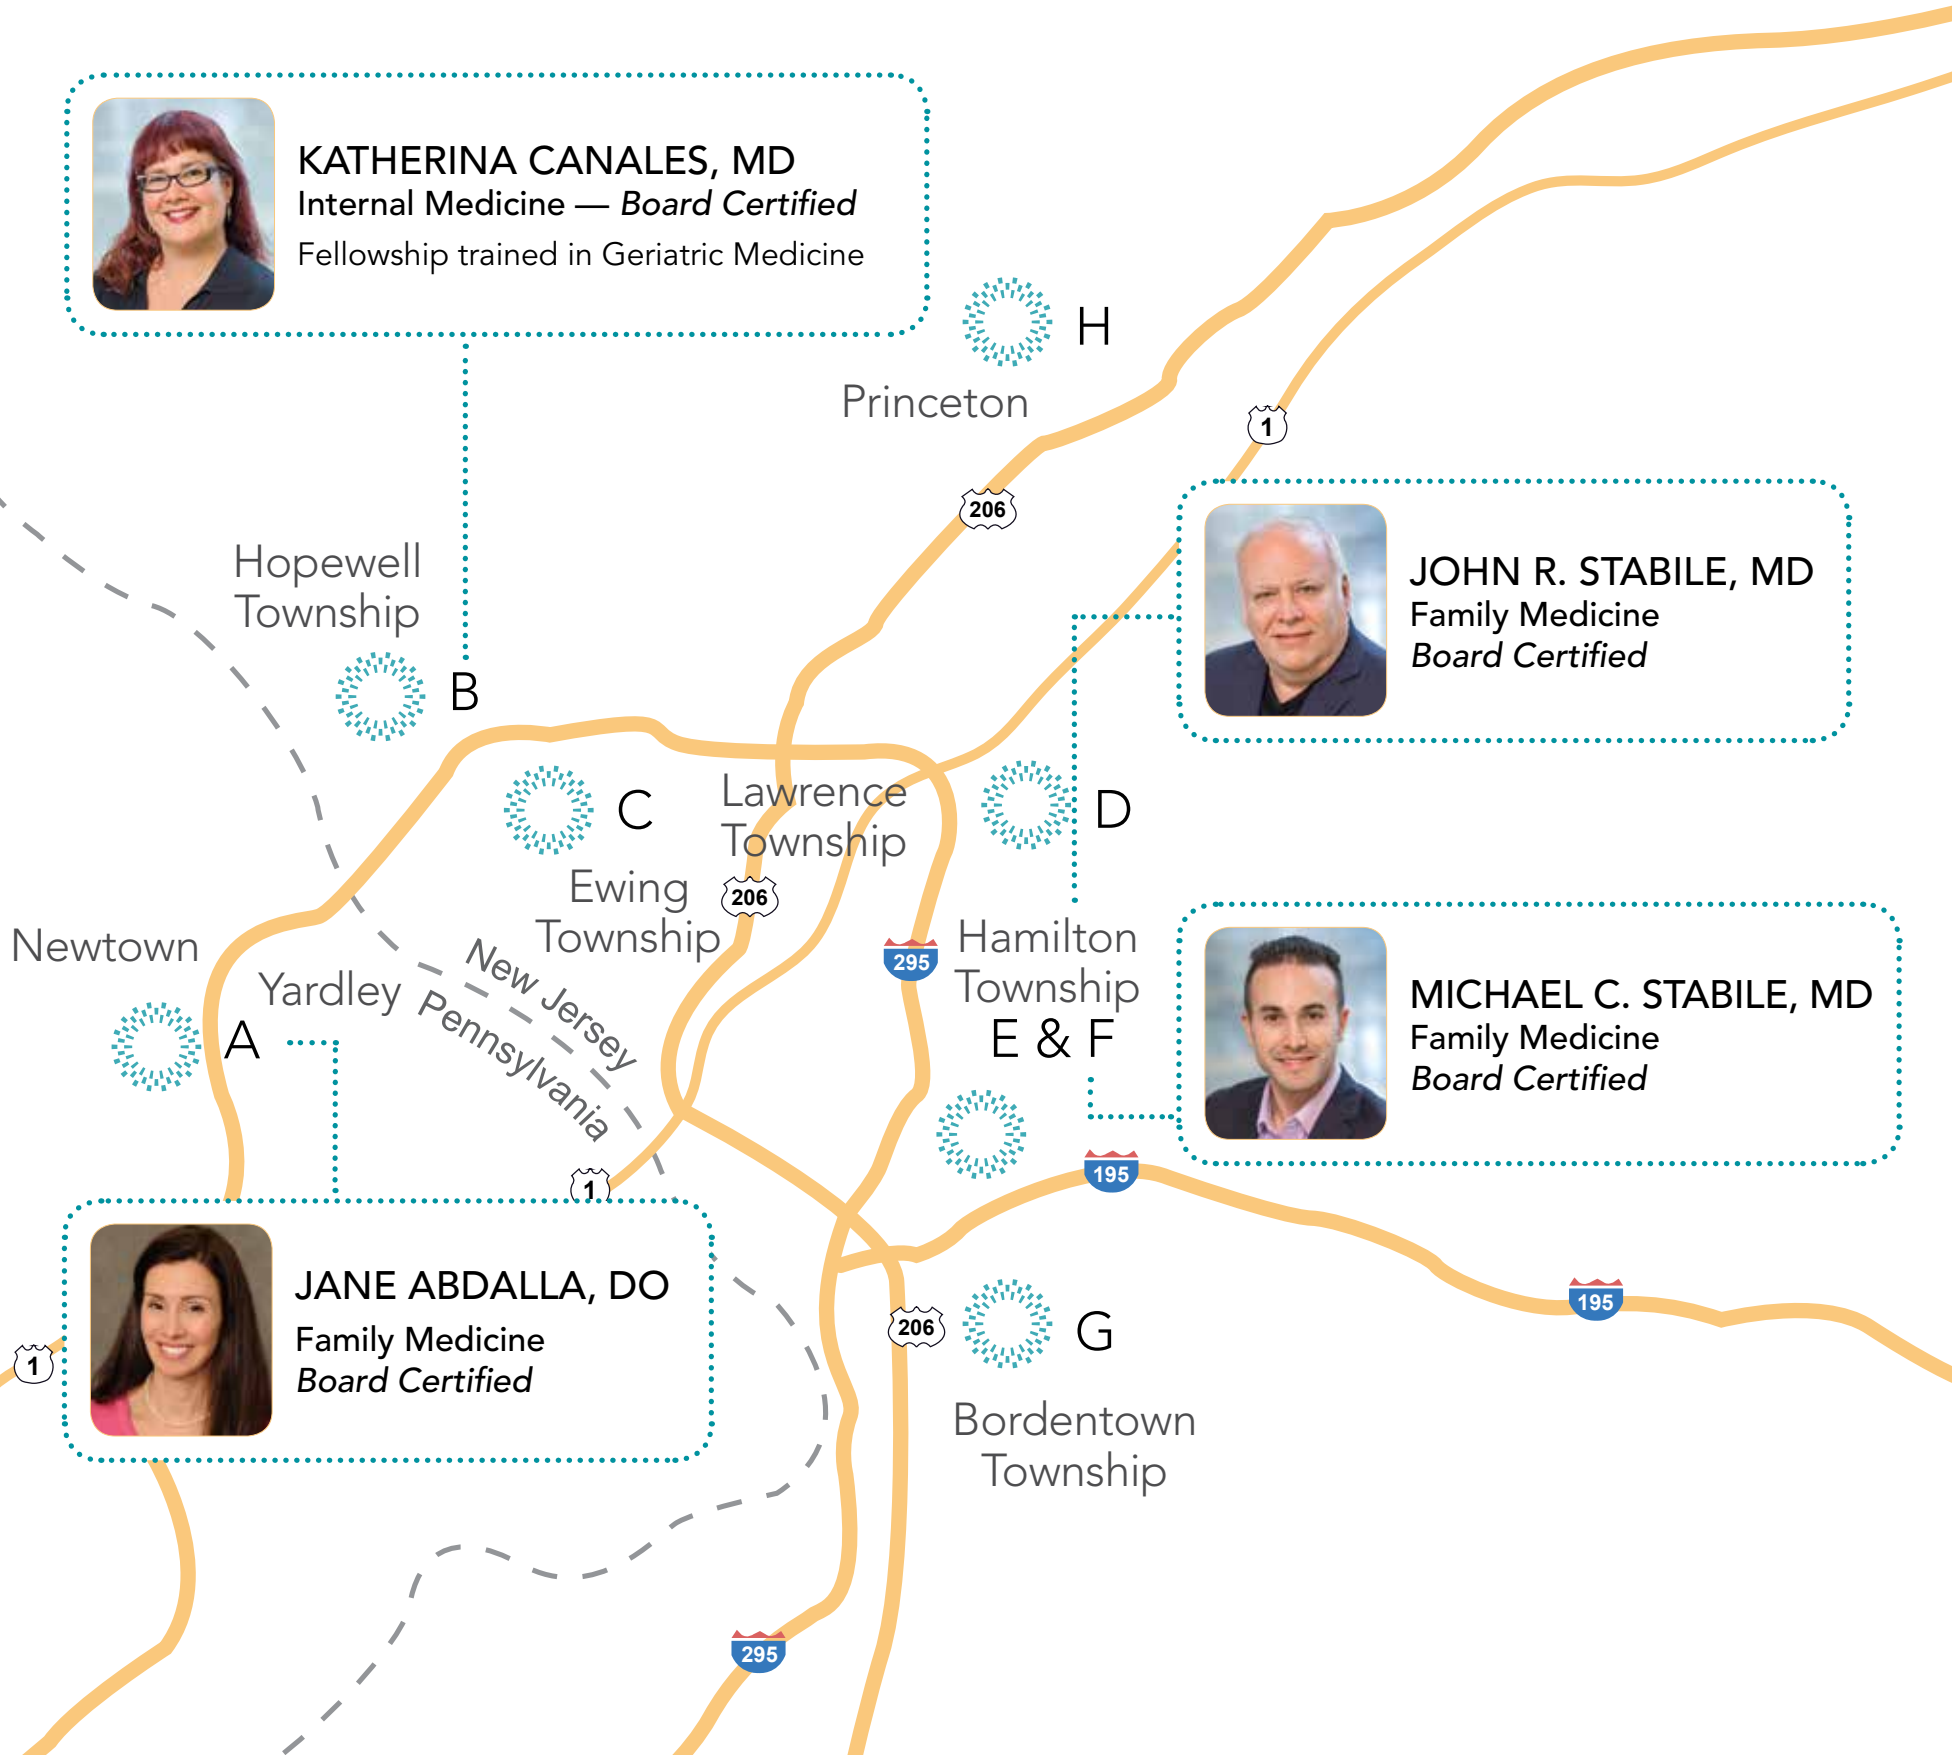 KATHERINA CANALES, MD
Internal Medicine — Board Certified
Fellowship trained in Geriatric Medicine
H
Princeton
1
206
JOHN R. STABILE, MD
Family Medicine
Board Certified
Hopewell
Township
B
C
Lawrence
Township
D
Ewing
Township
206
Newtown
Yardley
New Jersey
Pennsylvania
295
Hamilton
Township
E & F
A
MICHAEL C. STABILE, MD
Family Medicine
Board Certified
195
1
JANE ABDALLA, DO
Family Medicine
Board Certified
1
206
G
195
Bordentown
Township
295